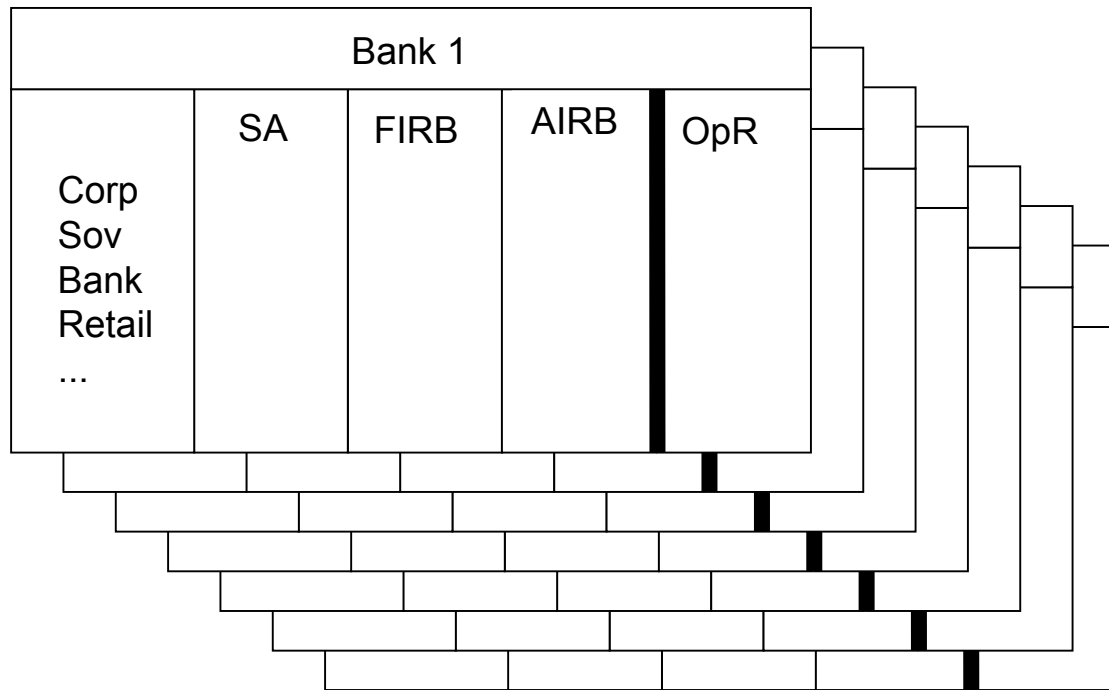 Bank 1
SA
FIRB
AIRB
OpR
Corp
Sov
Bank
Retail
...